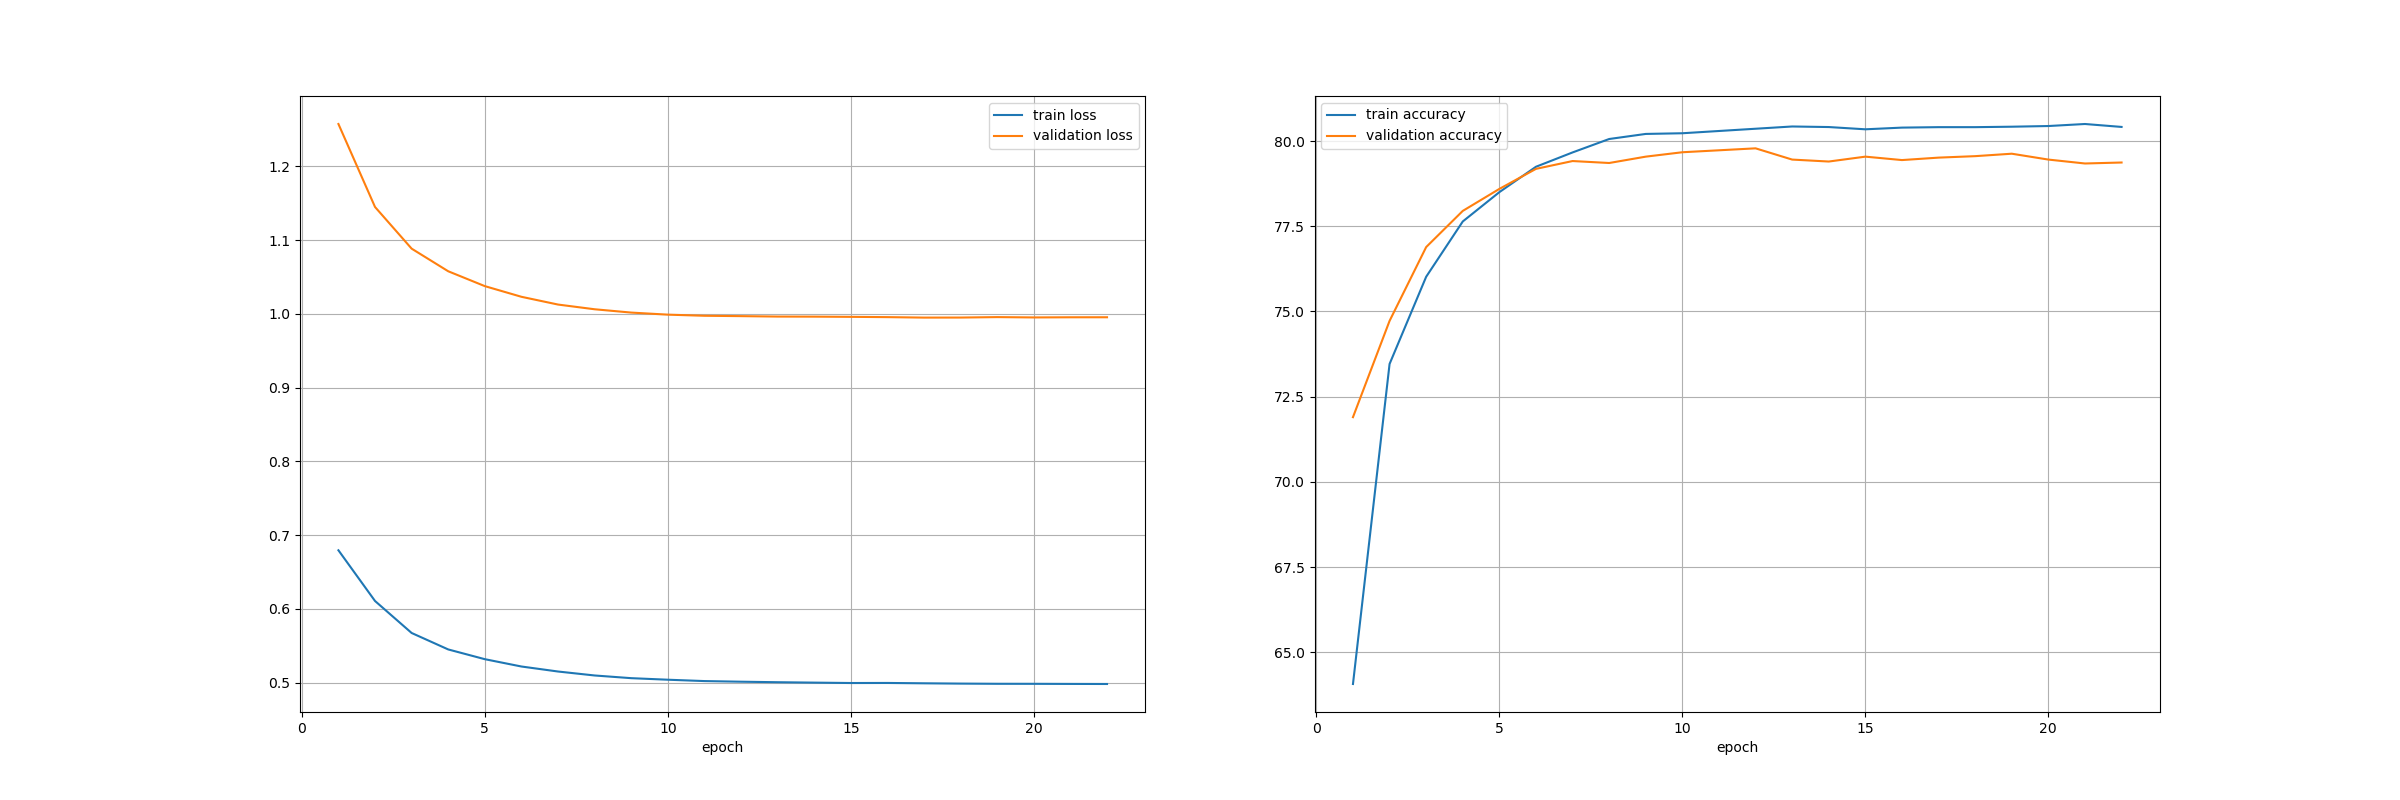 train loss
validation loss
1.2
1.1
1.0
0.9
0.8
0.7
0.6
0.5
0 5 10 15 20
epoch
train accuracy
validation accuracy
80.0
77.5
75.0
72.5
70.0
67.5
65.0
0 5 10 15 20
epoch